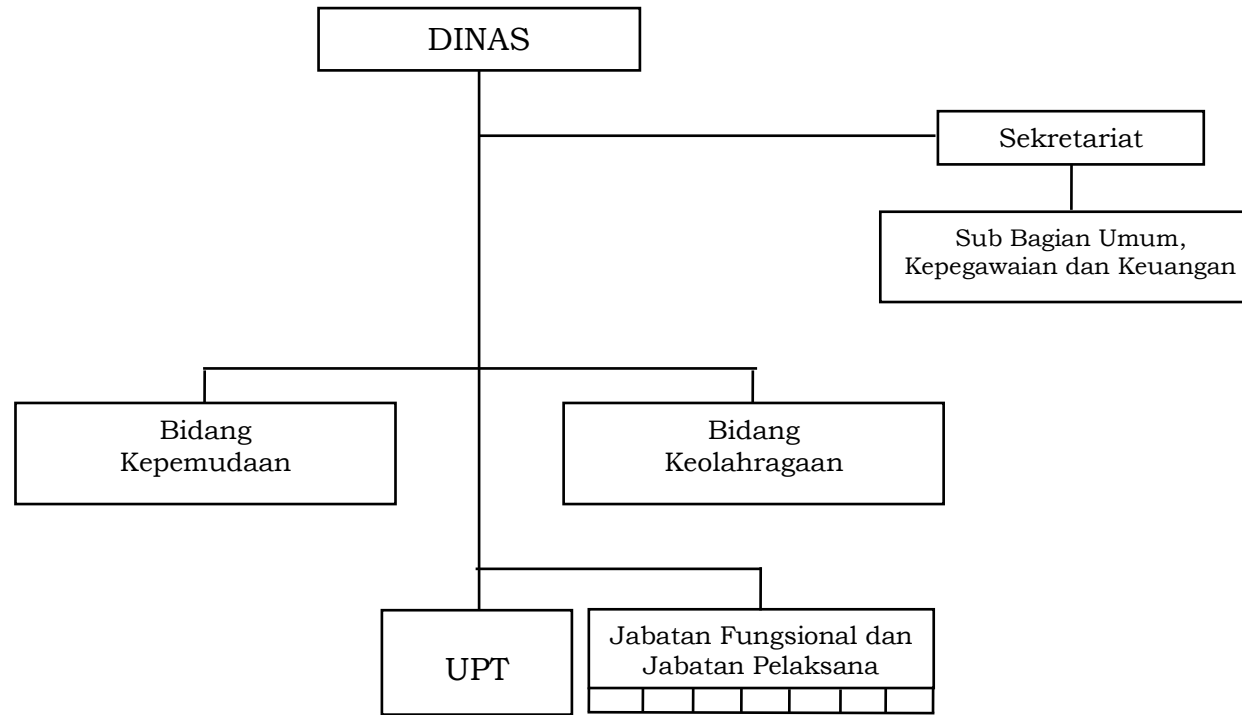 DINAS
Sekretariat
Sub Bagian Umum,
Kepegawaian dan Keuangan
Bidang
Kepemudaan
Bidang
Keolahragaan
UPT
Jabatan Fungsional dan
Jabatan Pelaksana